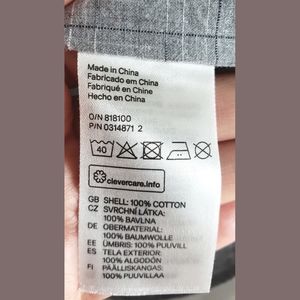 Made in China
Fabricado em China
Fabriqué en Chine
Hecho en China
O/N 818100
P/N 0314871 2
40
clevercare.info
GB SHELL: 100% COTTON
CZ SVRCHNÍ LÁTKA:
100% BAVLNA
DE OBERMATERIAL:
100% BAUMWOLLE
EE ÜMBRIS: 100% PUUVILL
ES TELA EXTERIOR:
100% ALGODÓN
FI PÄÄLLISKANGAS:
100% PUUVILLAA